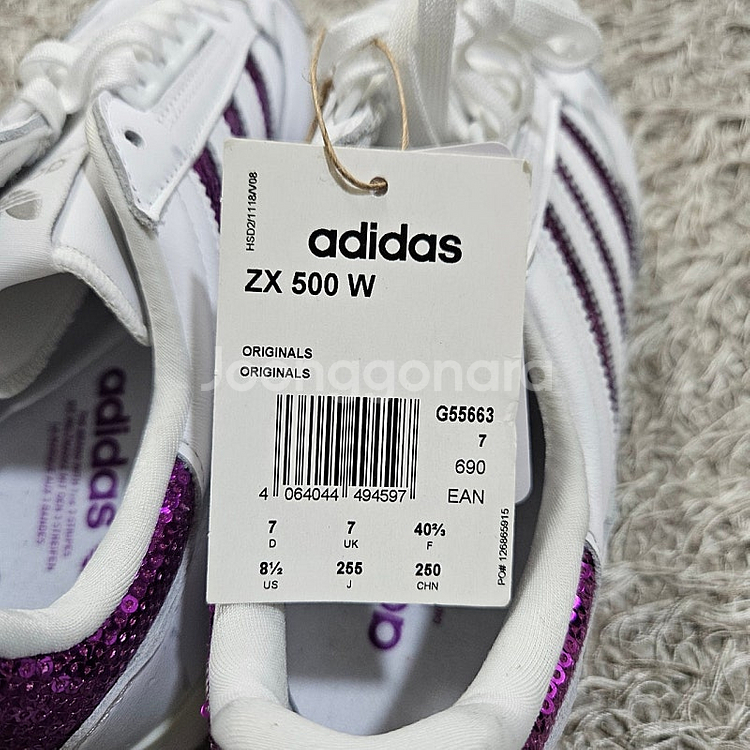 HSD2/1118/V08
adidas
ZX 500 W
ORIGINALS
ORIGINALS
Joonggonara
G55663
7
690
EAN
4 064044 494597
7 7 40⅔
D UK F
8½ 255 250
US J CHN
PO# 126865915
adidas